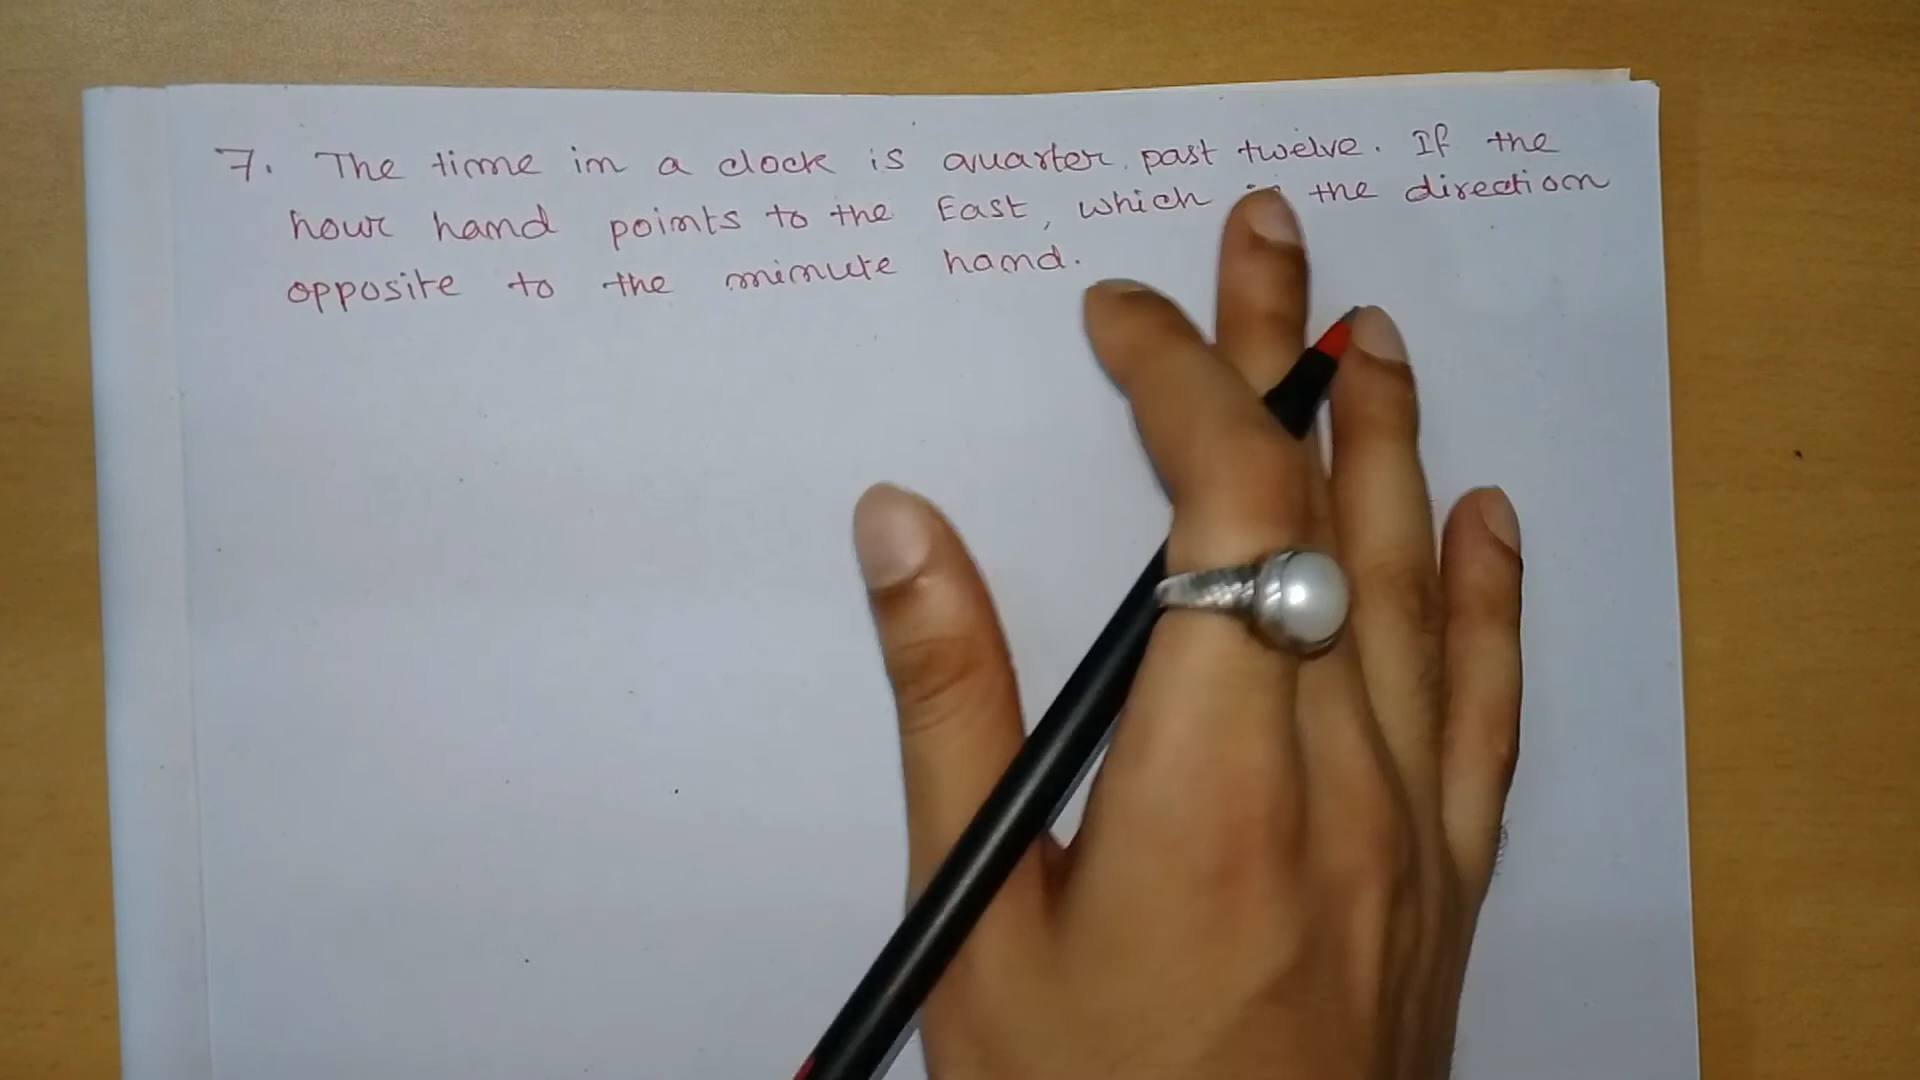 7. The time in a clock is quarter past twelve. If the
hour hand points to the East, which the direction
opposite to the minute hand.